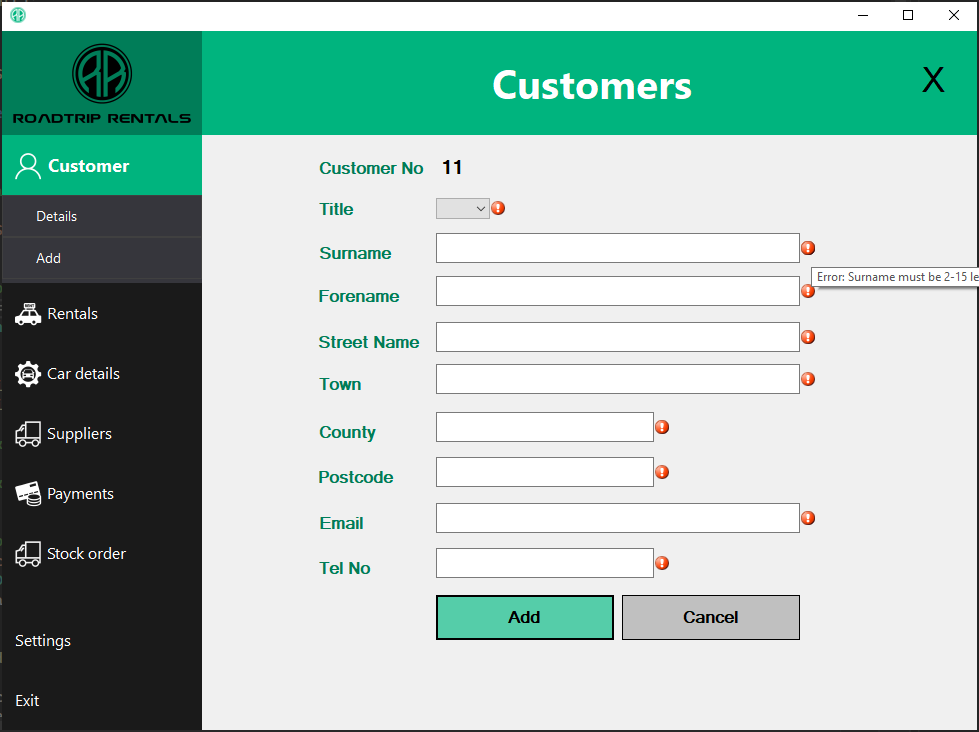 Customers
X
ROADTRIP RENTALS
Customer
Details
Add
Rentals
Car details
Suppliers
Payments
Stock order
Settings
Exit
Customer No 11
Title
Surname
Error: Surname must be 2-15 le
Forename
Street Name
Town
County
Postcode
Email
Tel No
Add Cancel